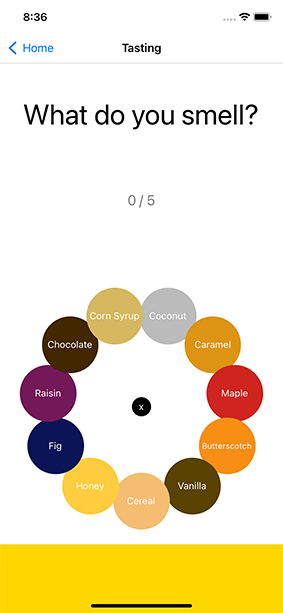 8:36
Home
Tasting
What do you smell?
0 / 5
Corn Syrup
Coconut
Chocolate
Caramel
Raisin
Maple
x
Fig
Butterscotch
Honey
Vanilla
Cereal